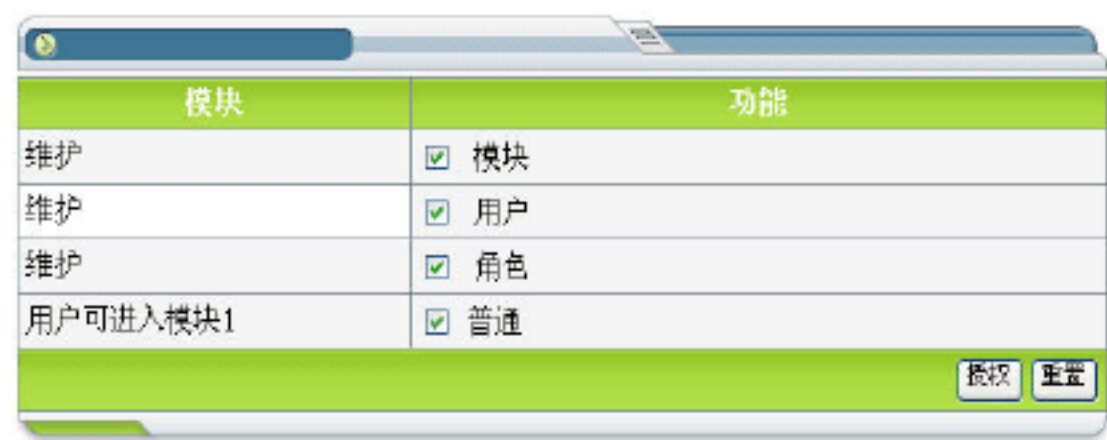 模块 功能
维护 模块
维护 用户
维护 角色
用户可进入模块1 普通
授权 重置